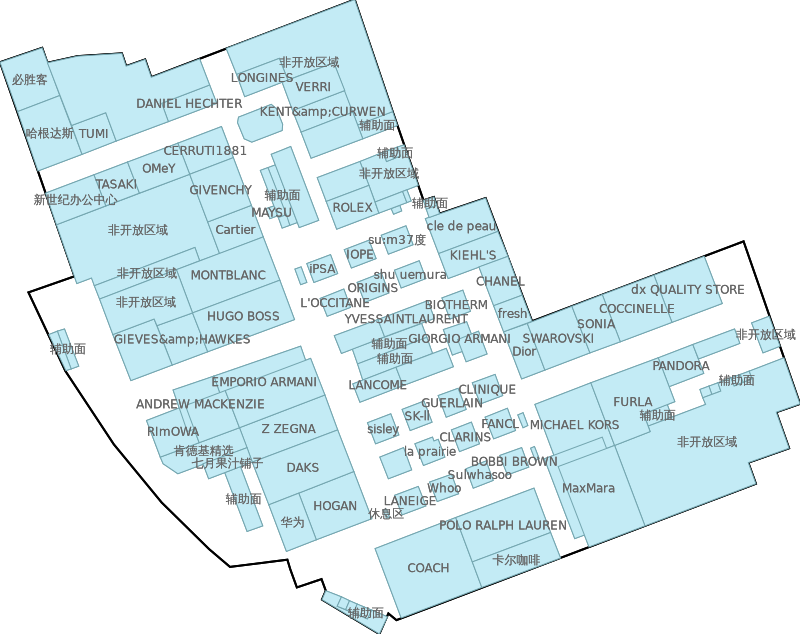 非开放区域
LONGINES
必胜客
VERRI
DANIEL HECHTER
KENT&amp;CURWEN
辅助面
哈根达斯
TUMI
CERRUTI1881
辅助面
OMeY
非开放区域
TASAKI
GIVENCHY
辅助面
新世纪办公中心
辅助面
MAYSU
ROLEX
非开放区域
Cartier
cle de peau
su:m37度
IOPE
KIEHL'S
iPSA
非开放区域
MONTBLANC
shu uemura
CHANEL
ORIGINS
dx QUALITY STORE
非开放区域
L'OCCITANE
BIOTHERM
COCCINELLE
HUGO BOSS
YVESSAINTLAURENT
fresh
SONIA
GIEVES&amp;HAWKES
辅助面
GIORGIO ARMANI
SWAROVSKI
非开放区域
辅助面
辅助面
Dior
PANDORA
EMPORIO ARMANI
LANCOME
CLINIQUE
辅助面
ANDREW MACKENZIE
GUERLAIN
FURLA
SK-II
辅助面
RImOWA
Z ZEGNA
sisley
FANCL
MICHAEL KORS
CLARINS
非开放区域
肯德基精选
la prairie
七月果汁铺子
DAKS
BOBBI BROWN
Sulwhasoo
Whoo
MaxMara
辅助面
HOGAN
LANEIGE
休息区
华为
POLO RALPH LAUREN
COACH
卡尔咖啡
辅助面